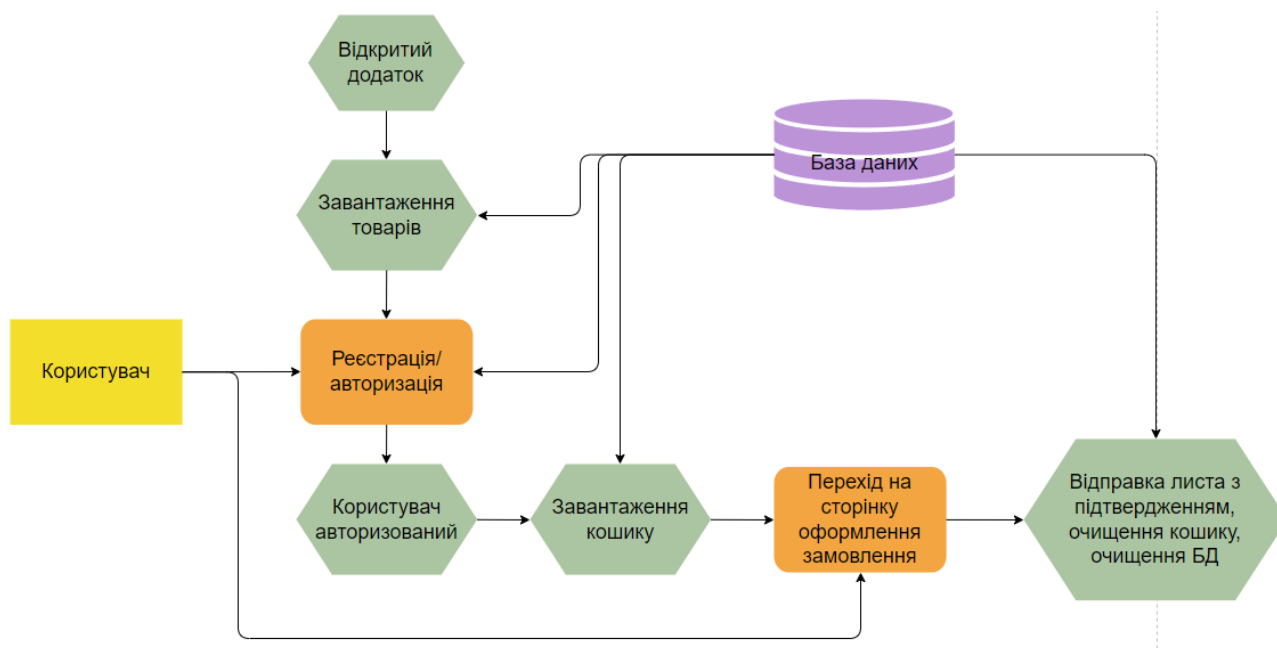 Відкритий
додаток
База даних
Завантаження
товарів
Користувач
Реєстрація/
авторизація
Користувач
авторизований
Завантаження
кошику
Перехід на
сторінку
оформлення
замовлення
Відправка листа з
підтвердженням,
очищення кошику,
очищення БД